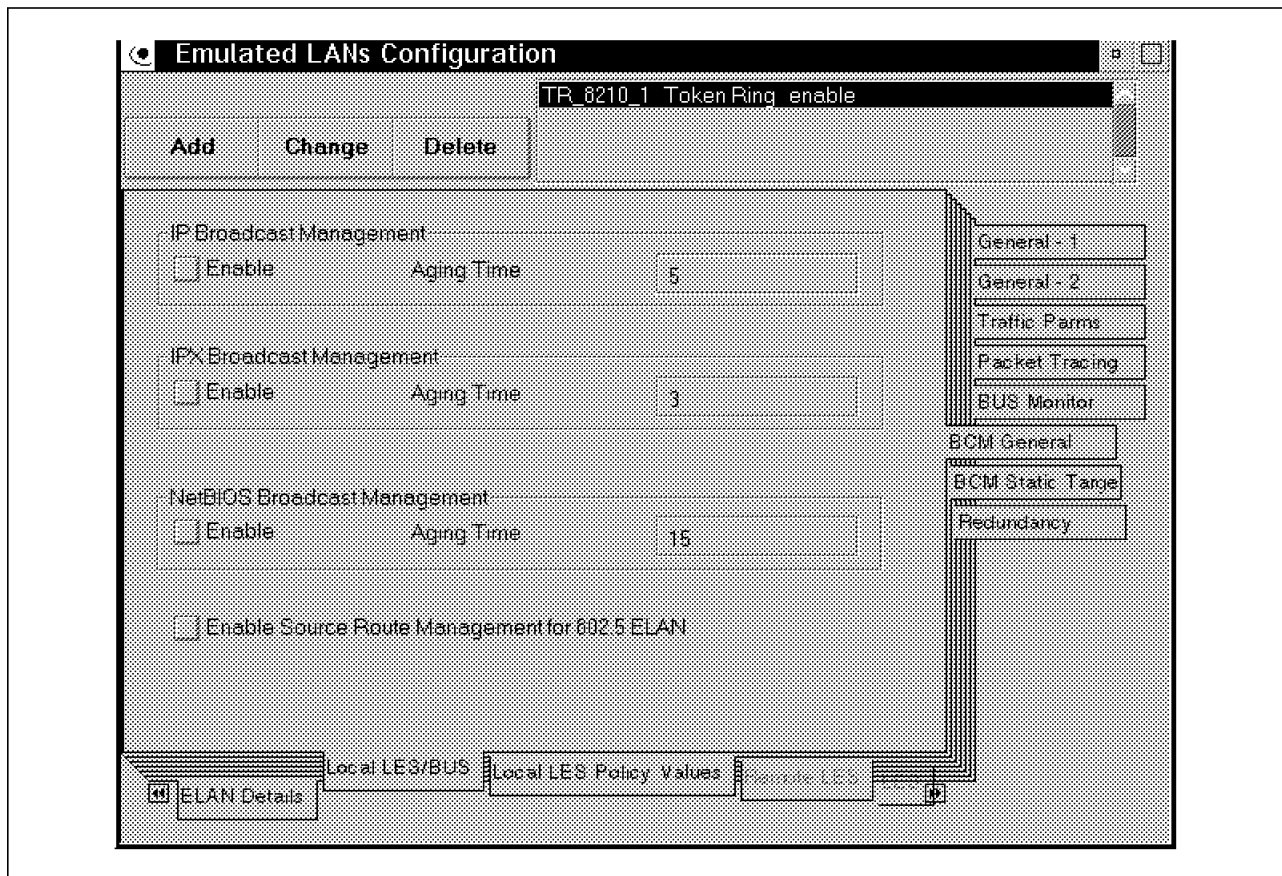 Emulated LANs Configuration
TR_8210_1 Token Ring enable
Add Change Delete
IP Broadcast Management
Enable Aging Time 5
IPX Broadcast Management
Enable Aging Time 3
NetBIOS Broadcast Management
Enable Aging Time 15
Enable Source Route Management for 802.5 ELAN
General - 1
General - 2
Traffic Parms
Packet Tracing
BUS Monitor
BCM General
BCM Static Targe
Redundancy
ELAN Details
Local LES/BUS
Local LES Policy Values